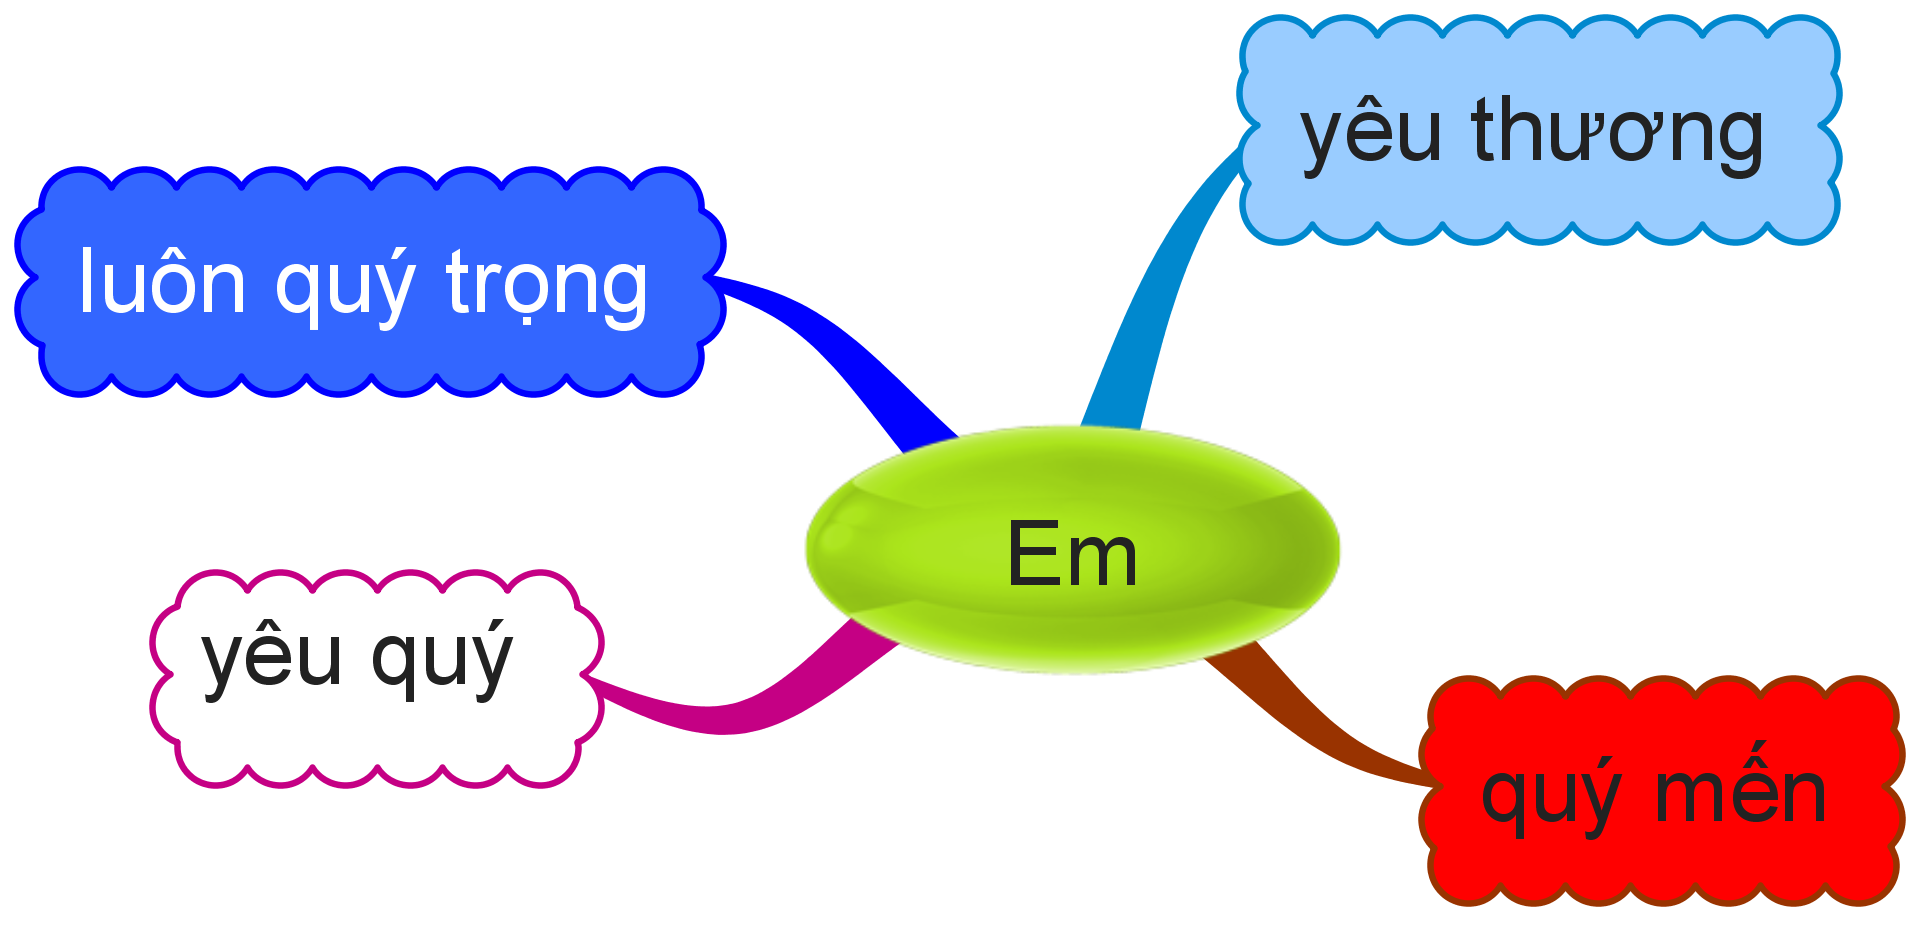 yêu thương
luôn quý trọng
Em
yêu quý
quý mến